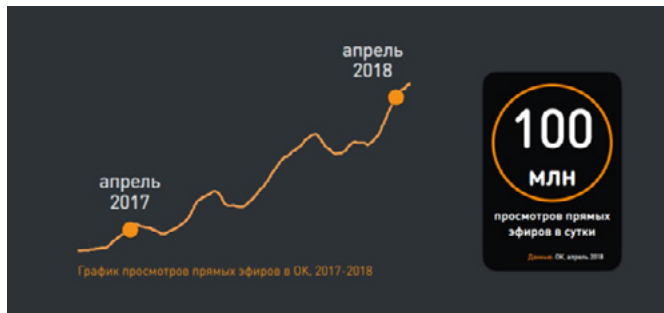 апрель
2018
апрель
2017
График просмотров прямых эфиров в ОК, 2017-2018
100
млн
просмотров прямых
эфиров в сутки
Данные: ОК, апрель 2018